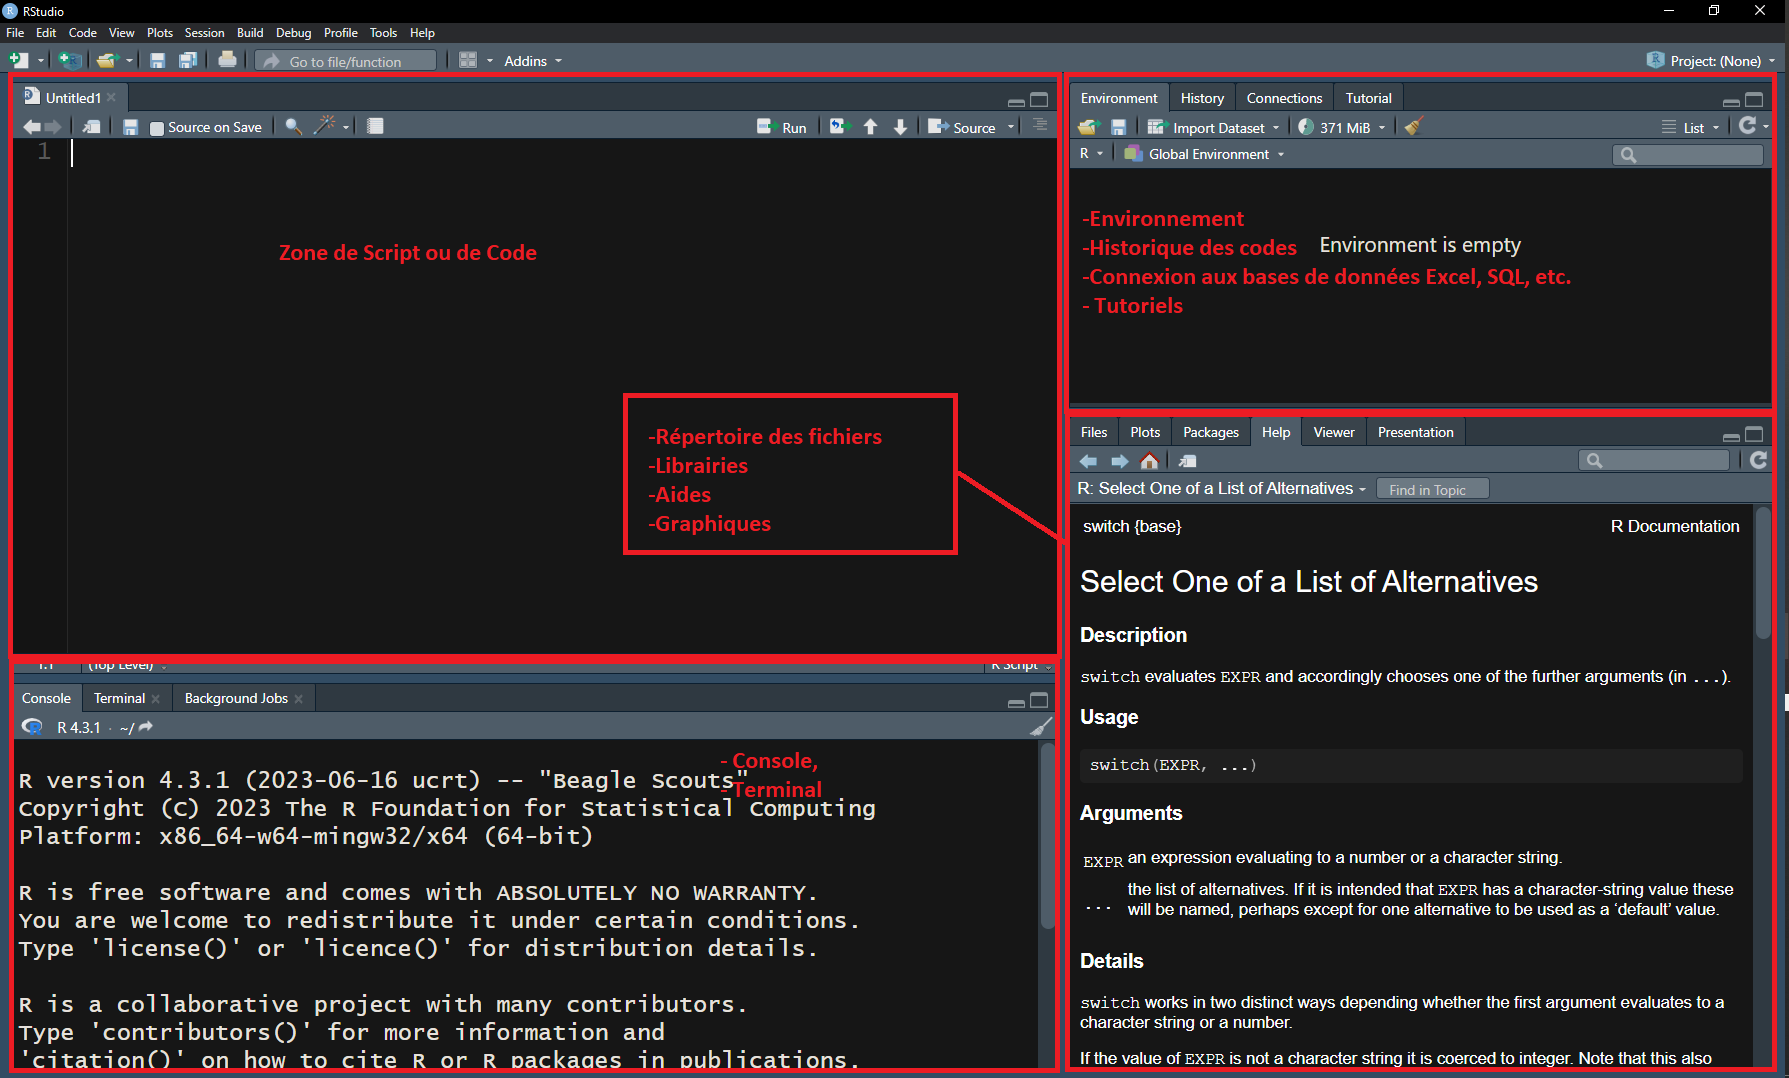 RStudio
File Edit Code View Plots Session Build Debug Profile Tools Help
Go to file/function Addins Project: (None)
Untitled1
Source on Save Run Source
1
Zone de Script ou de Code
-Répertoire des fichiers
-Librairies
-Aides
-Graphiques
1:1 (Top Level) R Script
Console Terminal Background Jobs
R 4.3.1 · ~/
- Console,
- Terminal
R version 4.3.1 (2023-06-16 ucrt) -- "Beagle Scouts"
Copyright (C) 2023 The R Foundation for Statistical Computing
Platform: x86_64-w64-mingw32/x64 (64-bit)
R is free software and comes with ABSOLUTELY NO WARRANTY.
You are welcome to redistribute it under certain conditions.
Type 'license()' or 'licence()' for distribution details.
R is a collaborative project with many contributors.
Type 'contributors()' for more information and
'citation()' on how to cite R or R packages in publications.
Environment History Connections Tutorial
Import Dataset 371 MiB List
R Global Environment
-Environnement
-Historique des codes
Environment is empty
-Connexion aux bases de données Excel, SQL, etc.
- Tutoriels
Files Plots Packages Help Viewer Presentation
R: Select One of a List of Alternatives Find in Topic
switch {base} R Documentation
Select One of a List of Alternatives
Description
switch evaluates EXPR and accordingly chooses one of the further arguments (in ...).
Usage
switch(EXPR, ...)
Arguments
EXPR an expression evaluating to a number or a character string.
... the list of alternatives. If it is intended that EXPR has a character-string value these
will be named, perhaps except for one alternative to be used as a ‘default’ value.
Details
switch works in two distinct ways depending whether the first argument evaluates to a
character string or a number.
If the value of EXPR is not a character string it is coerced to integer. Note that this also